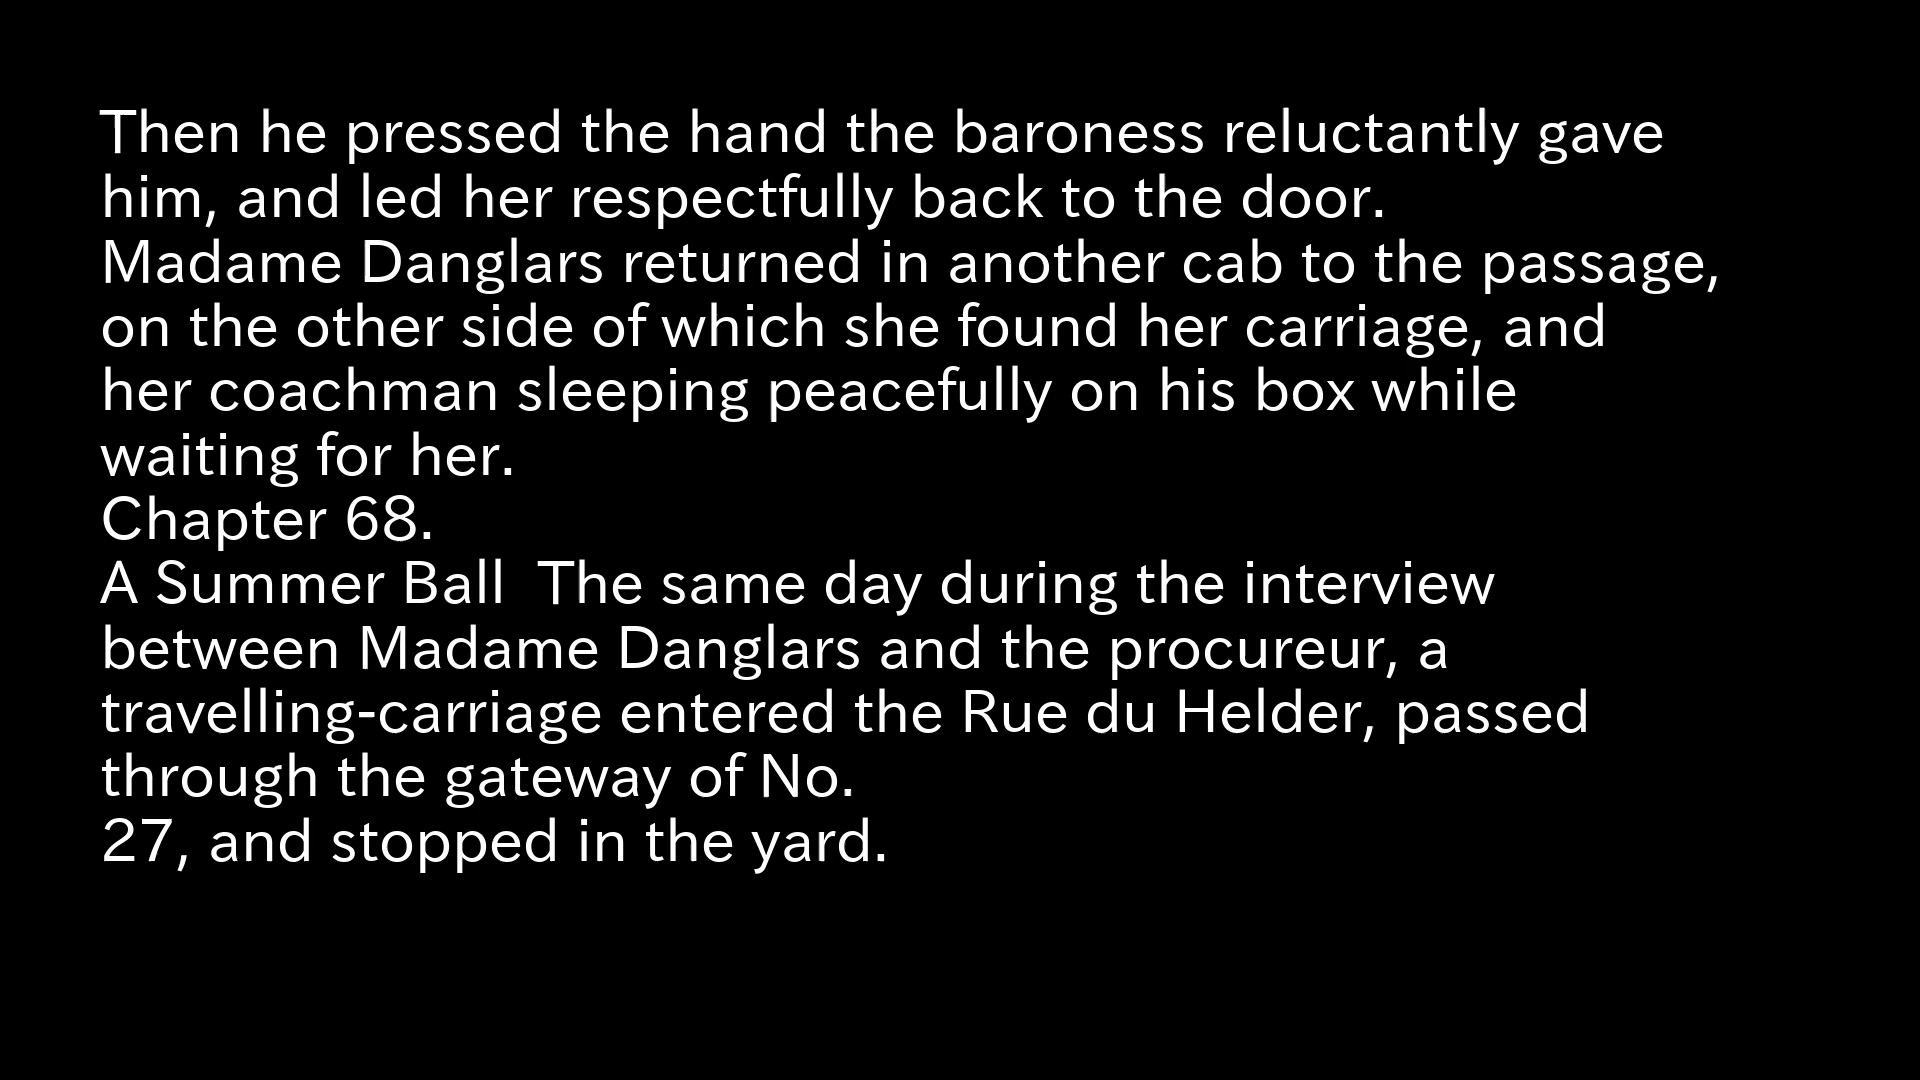 Then he pressed the hand the baroness reluctantly gave
him, and led her respectfully back to the door.
Madame Danglars returned in another cab to the passage,
on the other side of which she found her carriage, and
her coachman sleeping peacefully on his box while
waiting for her.
Chapter 68.
A Summer Ball  The same day during the interview
between Madame Danglars and the procureur, a
travelling-carriage entered the Rue du Helder, passed
through the gateway of No.
27, and stopped in the yard.